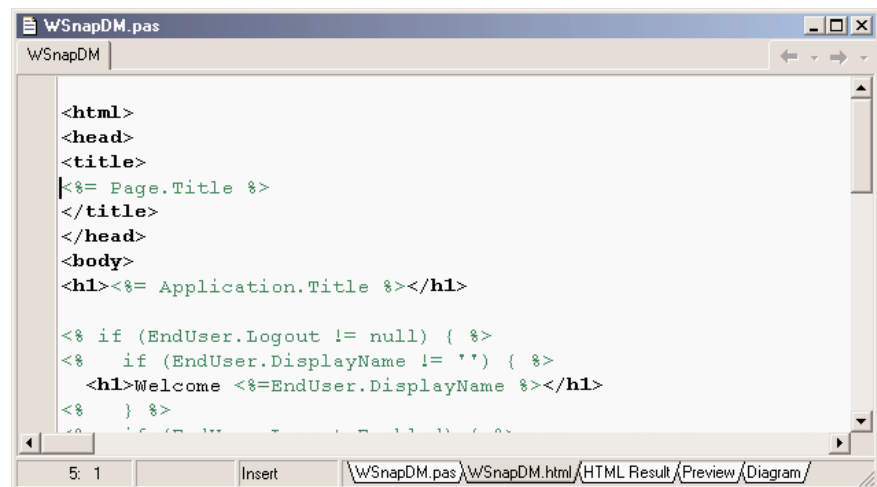 WSnapDM.pas
WSnapDM
<html>
<head>
<title>
<%= Page.Title %>
</title>
</head>
<body>
<h1><%= Application.Title %></h1>
<% if (EndUser.Logout != null) { %>
<%   if (EndUser.DisplayName != '') { %>
<h1>Welcome <%=EndUser.DisplayName %></h1>
<%   } %>
5: 1 Insert \WSnapDM.pas\WSnapDM.html/HTML Result/Preview/Diagram/